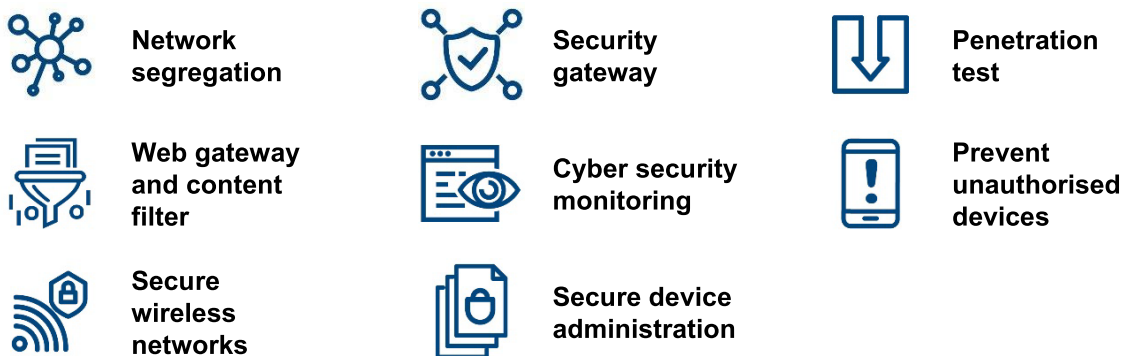 Network
segregation
Security
gateway
Penetration
test
Web gateway
and content
filter
Cyber security
monitoring
Prevent
unauthorised
devices
Secure
wireless
networks
Secure device
administration